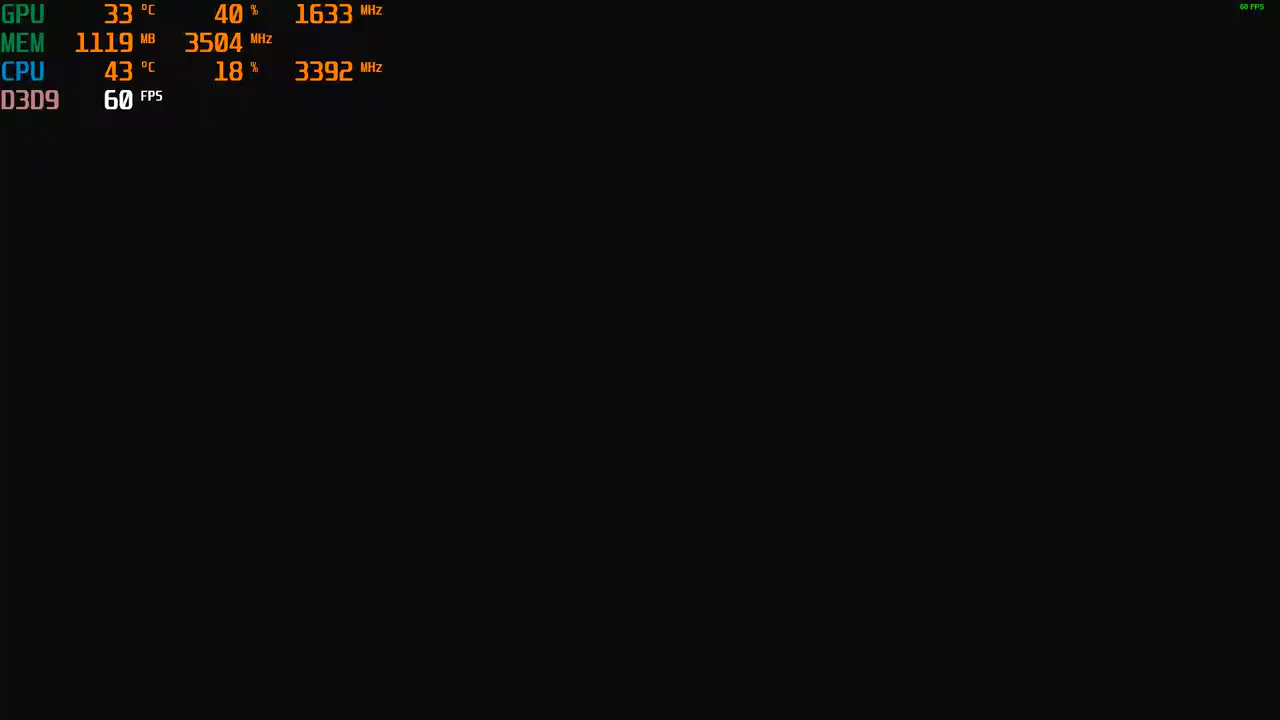 GPU 33 °C 40 % 1633 MHz
60 FPS
MEM 1119 MB 3504 MHz
CPU 43 °C 18 % 3392 MHz
D3D9 60 FPS